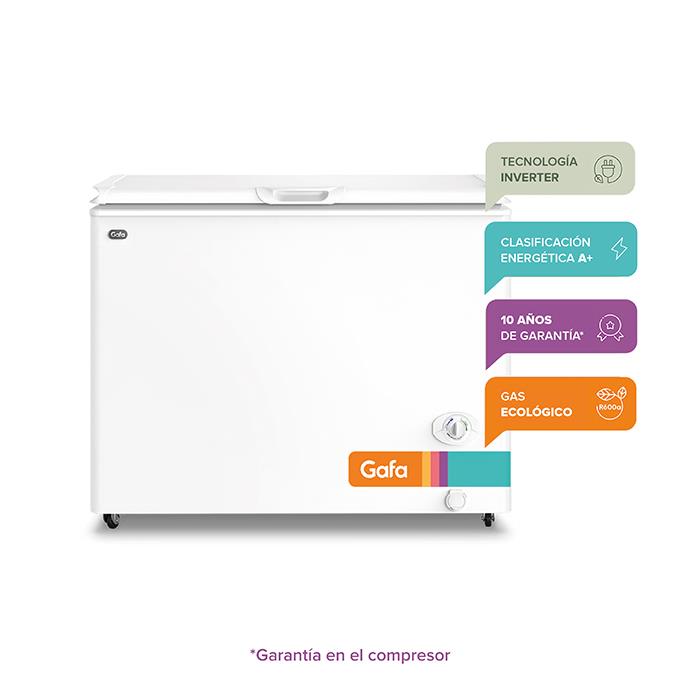 TECNOLOGÍA
INVERTER
Gafa
CLASIFICACIÓN
ENERGÉTICA A+
10 AÑOS
DE GARANTÍA*
GAS
ECOLÓGICO
R600a
Gafa
*Garantía en el compresor